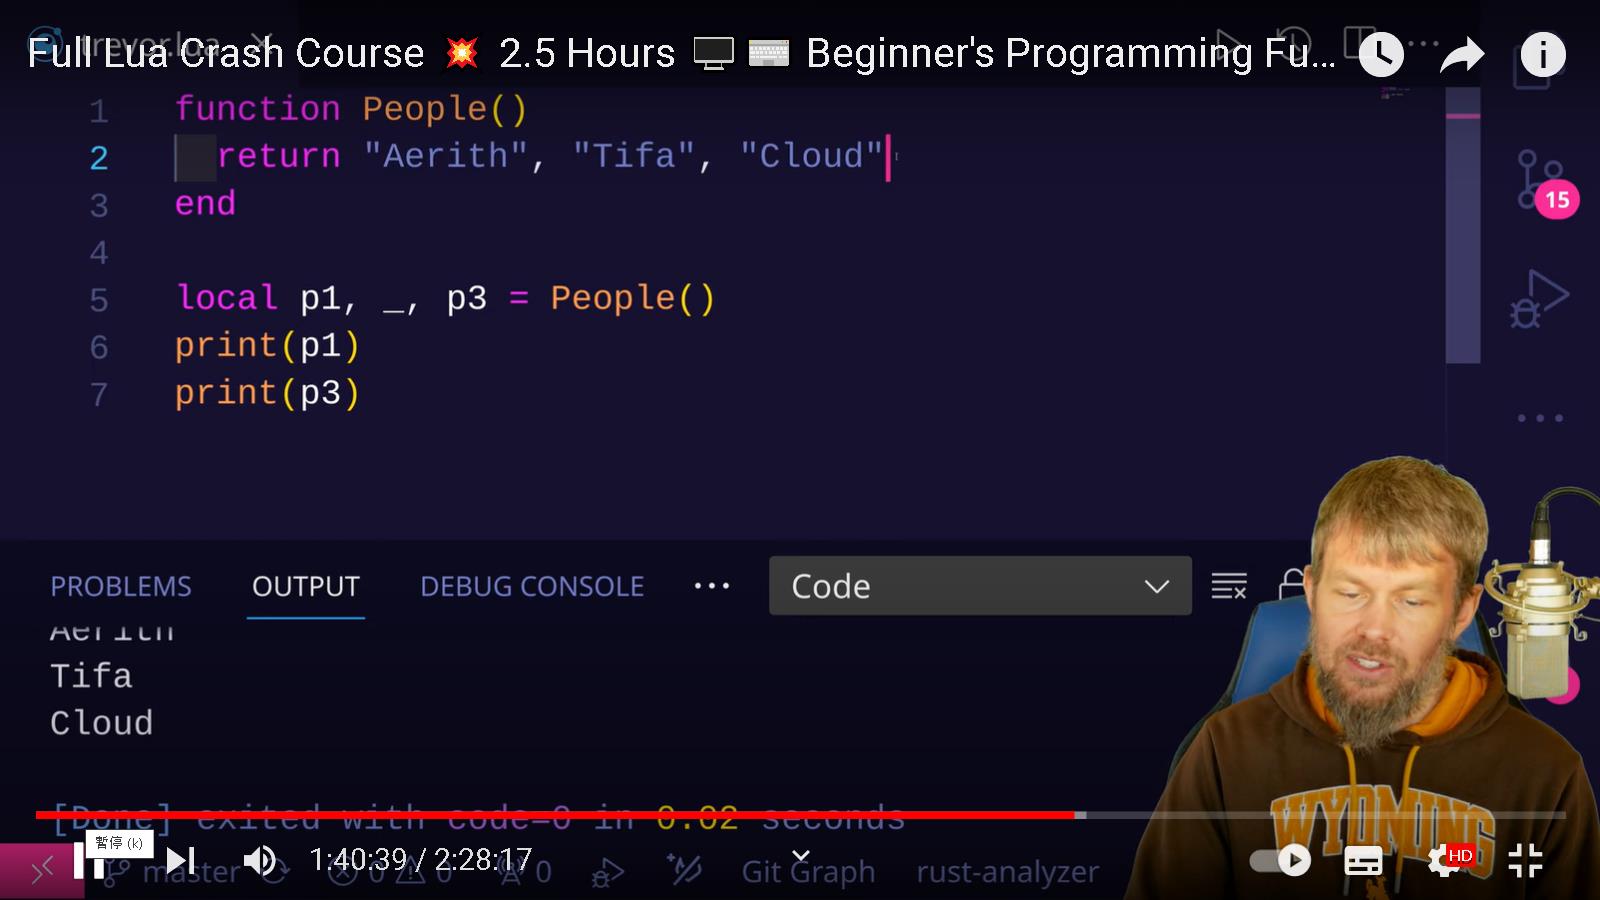 trevor.lua
Full Lua Crash Course 💥 2.5 Hours 🖥️ ⌨️ Beginner's Programming Fu...
1 function People()
2 return "Aerith", "Tifa", "Cloud"
3 end
4
5 local p1, _, p3 = People()
6 print(p1)
7 print(p3)
15
PROBLEMS OUTPUT DEBUG CONSOLE ... Code
Aerith
Tifa
Cloud
[Done] exited with code=0 in 0.02 seconds
WYOMING
暫停 (k)
1:40:39 / 2:28:17
HD
master 0 0 0 Git Graph rust-analyzer